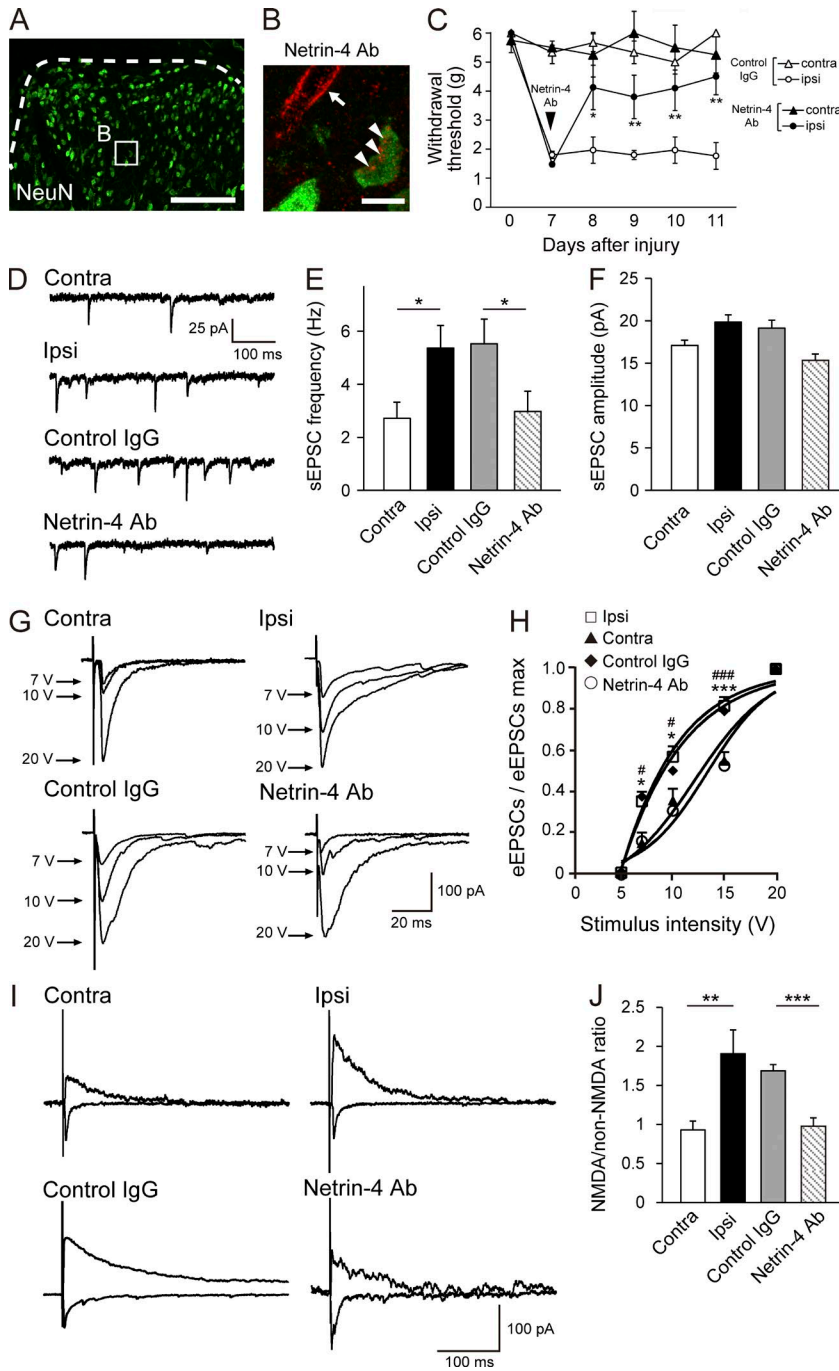 A
B
NeuN
B
Netrin-4 Ab
C
Withdrawal threshold (g)
6
5
4
3
2
1
0
Netrin-4
Ab
*
**
**
**
0
7
8
9
10
11
Days after injury
Control IgG
contra
ipsi
Netrin-4 Ab
contra
ipsi
D
Contra
25 pA
100 ms
Ipsi
Control IgG
Netrin-4 Ab
E
sEPSC frequency (Hz)
6
4
2
0
*
*
Contra
Ipsi
Control IgG
Netrin-4 Ab
F
sEPSC amplitude (pA)
25
20
15
10
5
0
Contra
Ipsi
Control IgG
Netrin-4 Ab
G
Contra
7 V
10 V
20 V
Ipsi
7 V
10 V
20 V
Control IgG
7 V
10 V
20 V
Netrin-4 Ab
7 V
10 V
20 V
100 pA
20 ms
H
Ipsi
Contra
Control IgG
Netrin-4 Ab
eEPSCs / eEPSCs max
1.0
0.8
0.6
0.4
0.2
0
#
*
#
*
###
***
0
5
10
15
20
Stimulus intensity (V)
I
Contra
Ipsi
Control IgG
Netrin-4 Ab
100 pA
100 ms
J
NMDA/non-NMDA ratio
2.5
2
1.5
1
0.5
0
**
***
Contra
Ipsi
Control IgG
Netrin-4 Ab